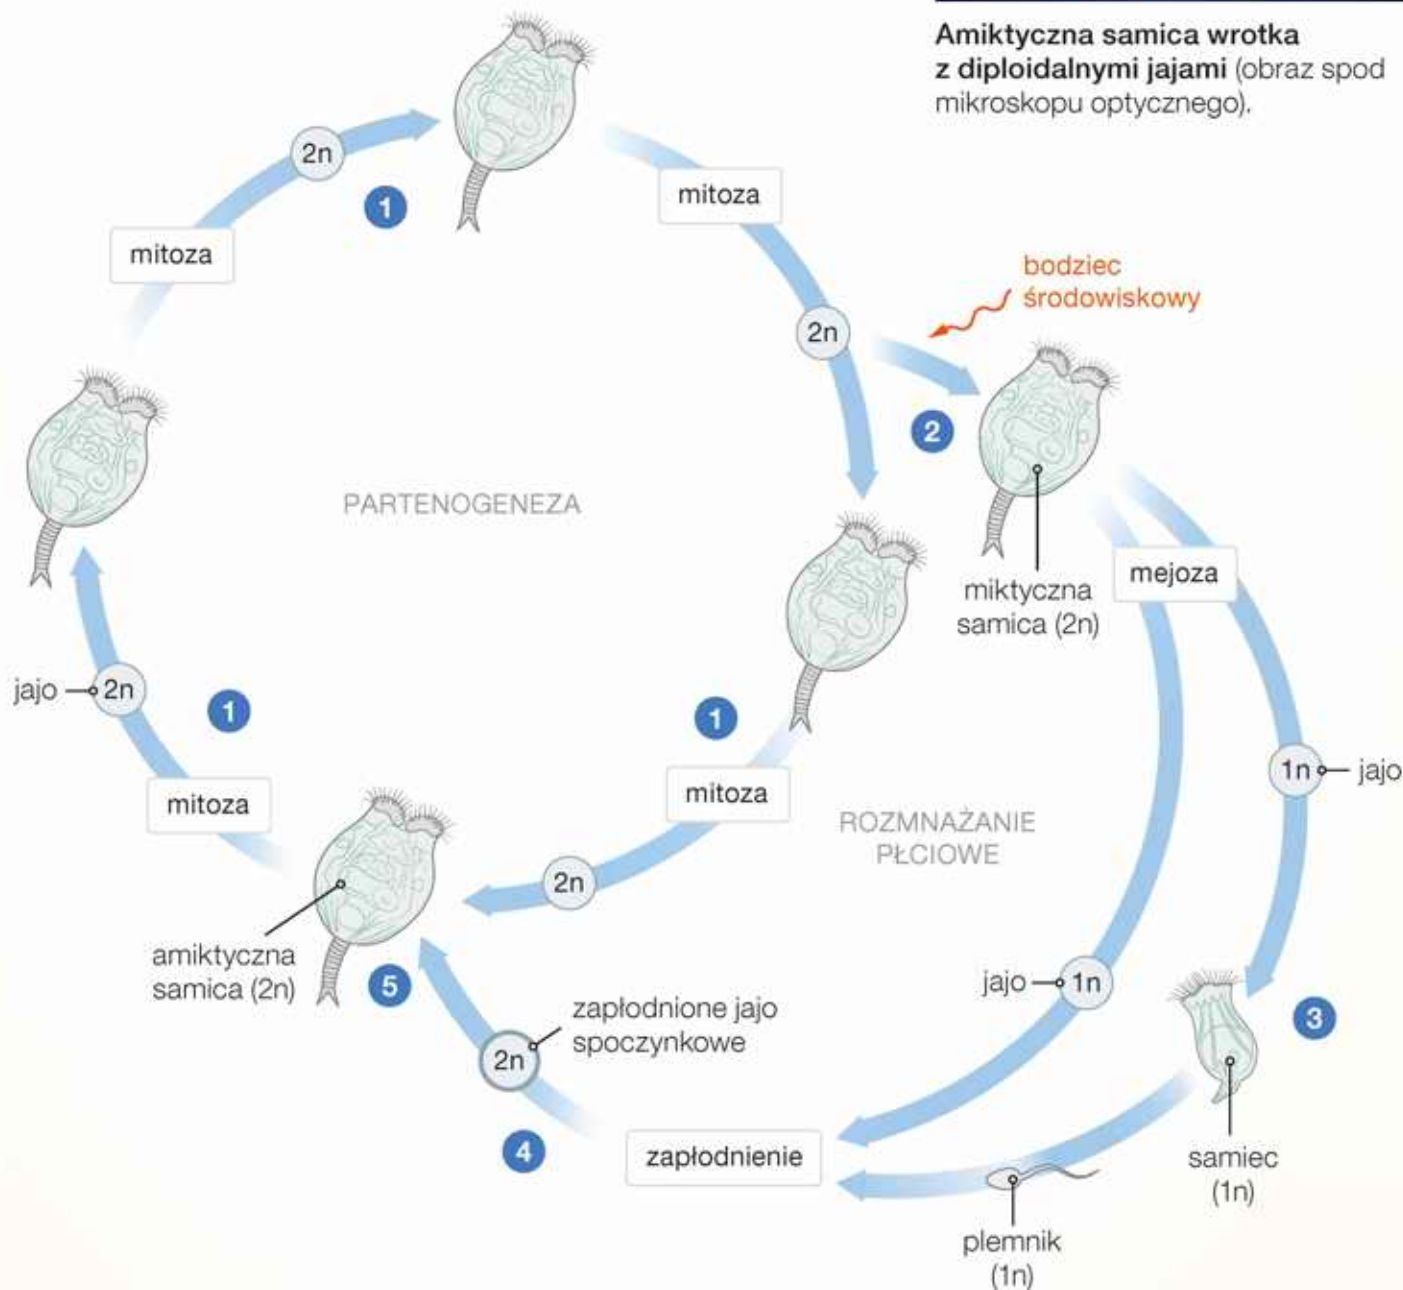 Amiktyczna samica wrotka
z diploidalnymi jajami (obraz spod
mikroskopu optycznego).
2n
1
mitoza
mitoza
bodziec
środowiskowy
2n
2
PARTENOGENEZA
miktyczna
samica (2n)
mejoza
jajo
2n
1
1
mitoza
mitoza
1n
jajo
ROZMNAŻANIE
PŁCIOWE
2n
amiktyczna
samica (2n)
5
jajo
1n
3
zapłodnione jajo
spoczynkowe
2n
4
zapłodnienie
samiec
(1n)
plemnik
(1n)